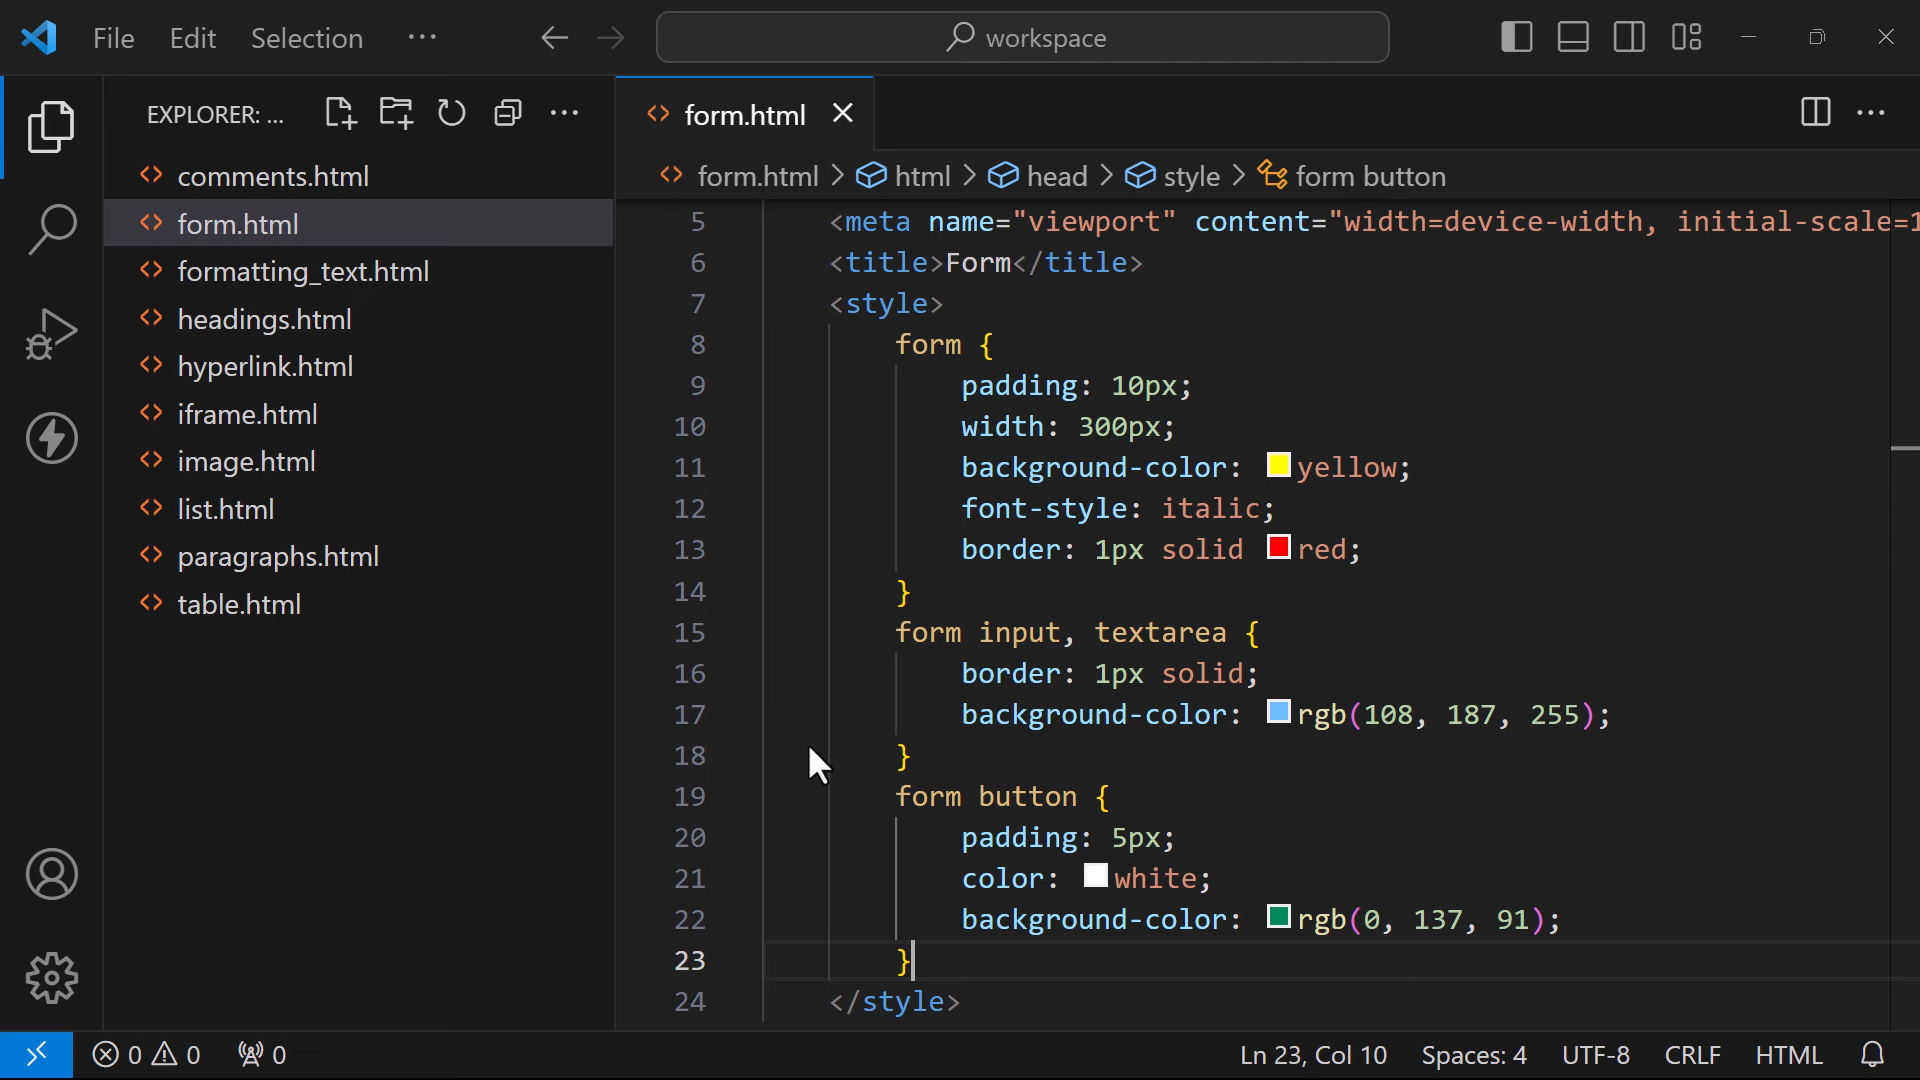 File Edit Selection ··· workspace
EXPLORER: ...
comments.html
form.html
formatting_text.html
headings.html
hyperlink.html
iframe.html
image.html
list.html
paragraphs.html
table.html
form.html
form.html > html > head > style > form button
5 <meta name="viewport" content="width=device-width, initial-scale=1
6 <title>Form</title>
7 <style>
8 form {
9 padding: 10px;
10 width: 300px;
11 background-color: yellow;
12 font-style: italic;
13 border: 1px solid red;
14 }
15 form input, textarea {
16 border: 1px solid;
17 background-color: rgb(108, 187, 255);
18 }
19 form button {
20 padding: 5px;
21 color: white;
22 background-color: rgb(0, 137, 91);
23 }
24 </style>
0 0 0 Ln 23, Col 10 Spaces: 4 UTF-8 CRLF HTML